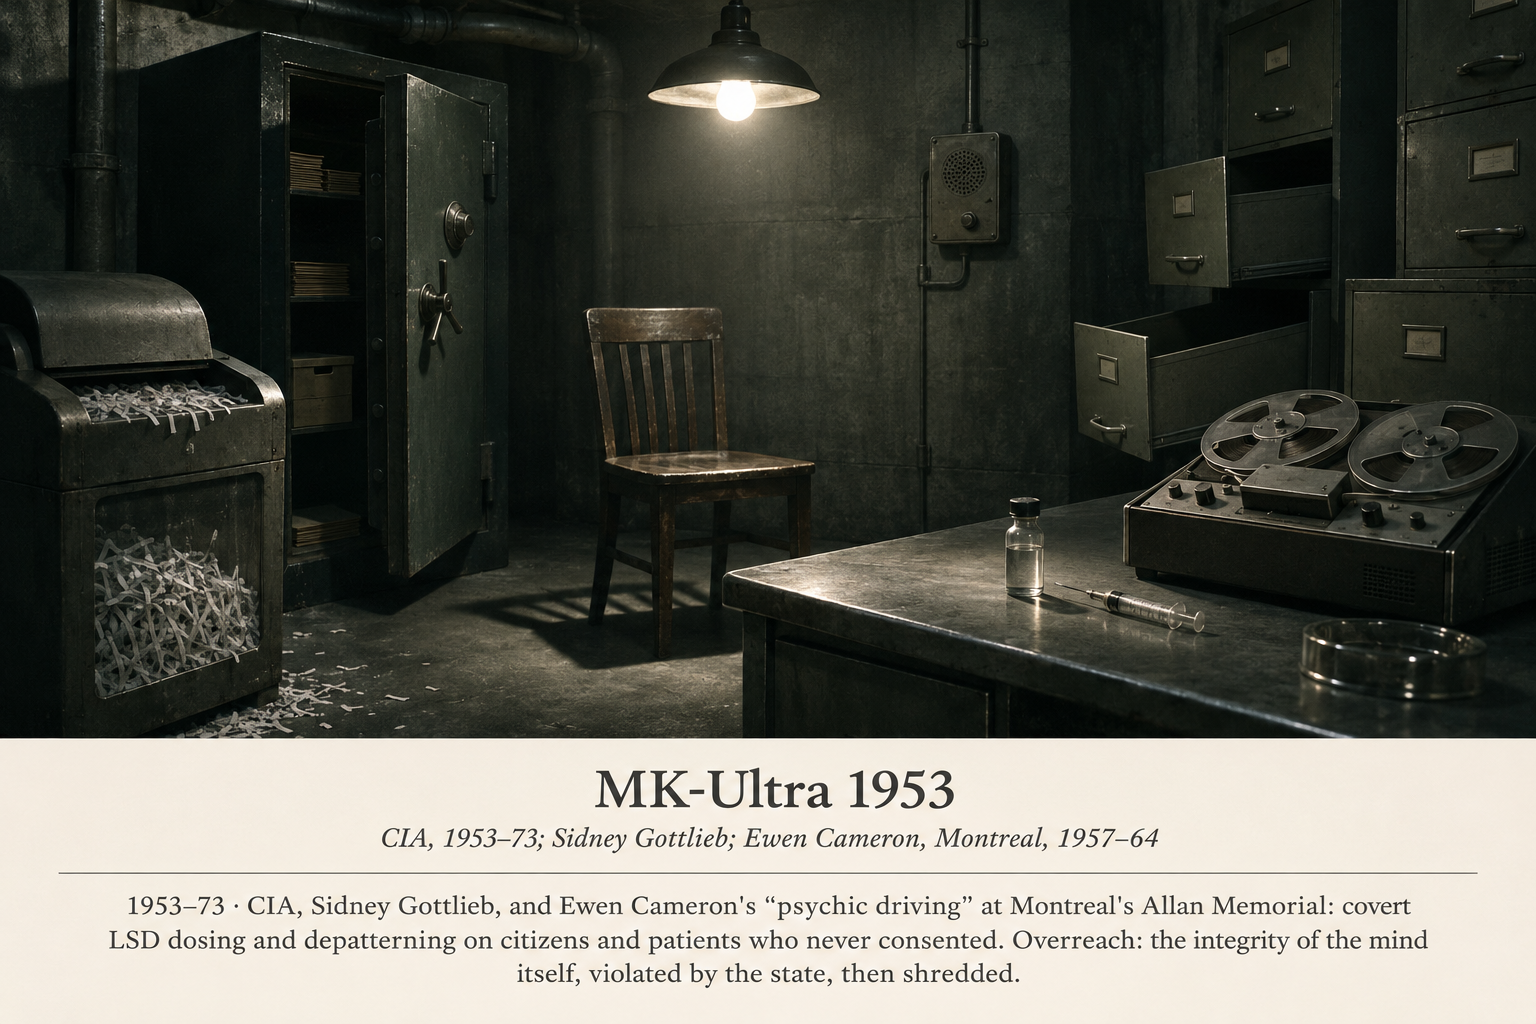 MK-Ultra 1953
CIA, 1953–73; Sidney Gottlieb; Ewen Cameron, Montreal, 1957–64
1953–73 · CIA, Sidney Gottlieb, and Ewen Cameron's “psychic driving” at Montreal's Allan Memorial: covert
LSD dosing and depatterning on citizens and patients who never consented. Overreach: the integrity of the mind
itself, violated by the state, then shredded.